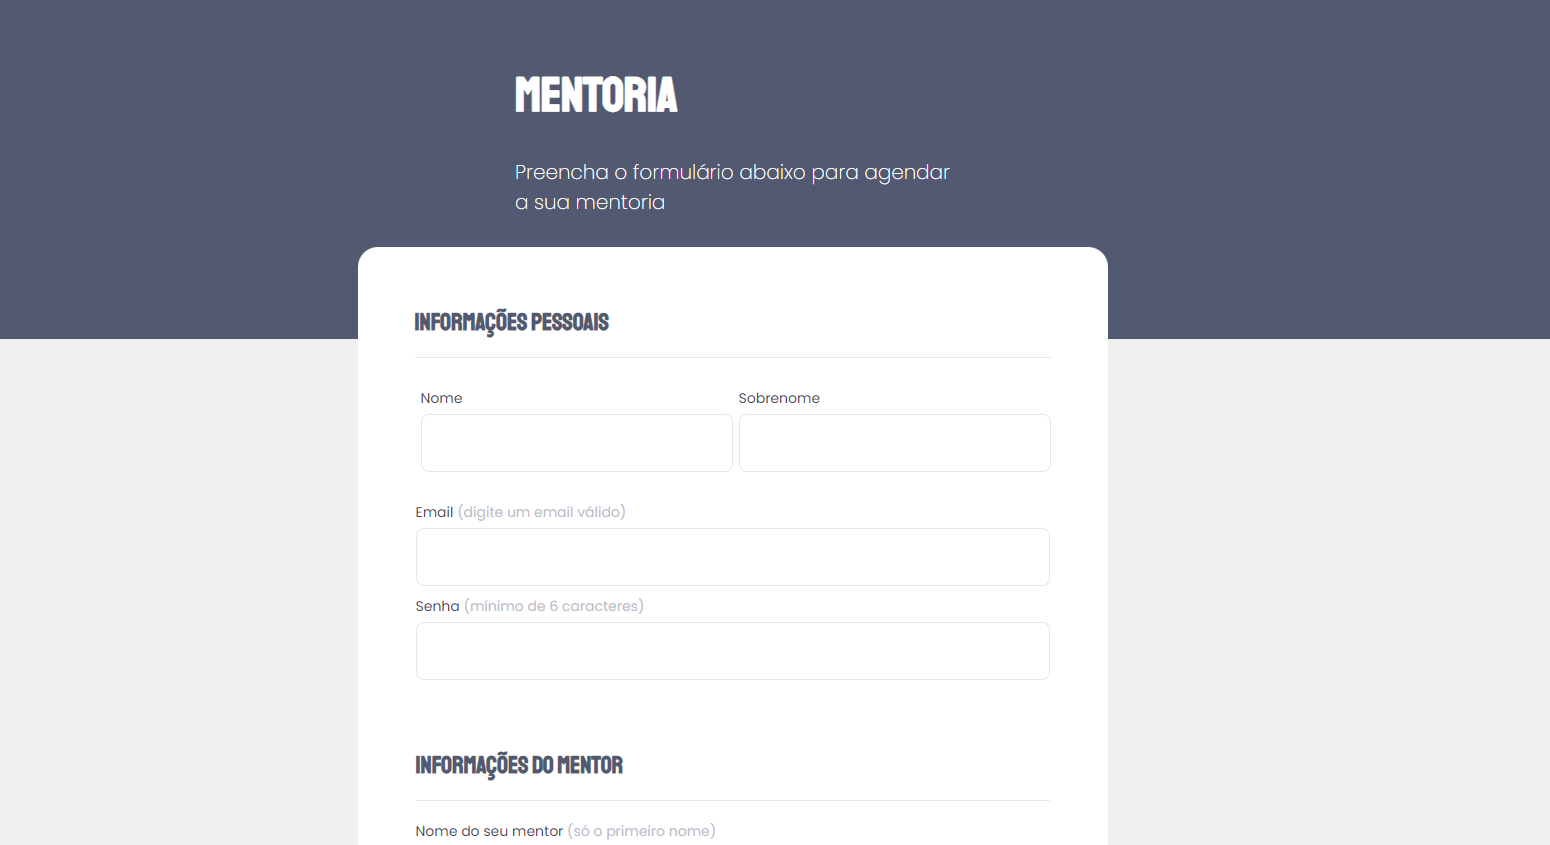 MENTORIA
Preencha o formulário abaixo para agendar
a sua mentoria
INFORMAÇÕES PESSOAIS
Nome
Sobrenome
Email (digite um email válido)
Senha (mínimo de 6 caracteres)
INFORMAÇÕES DO MENTOR
Nome do seu mentor (só o primeiro nome)